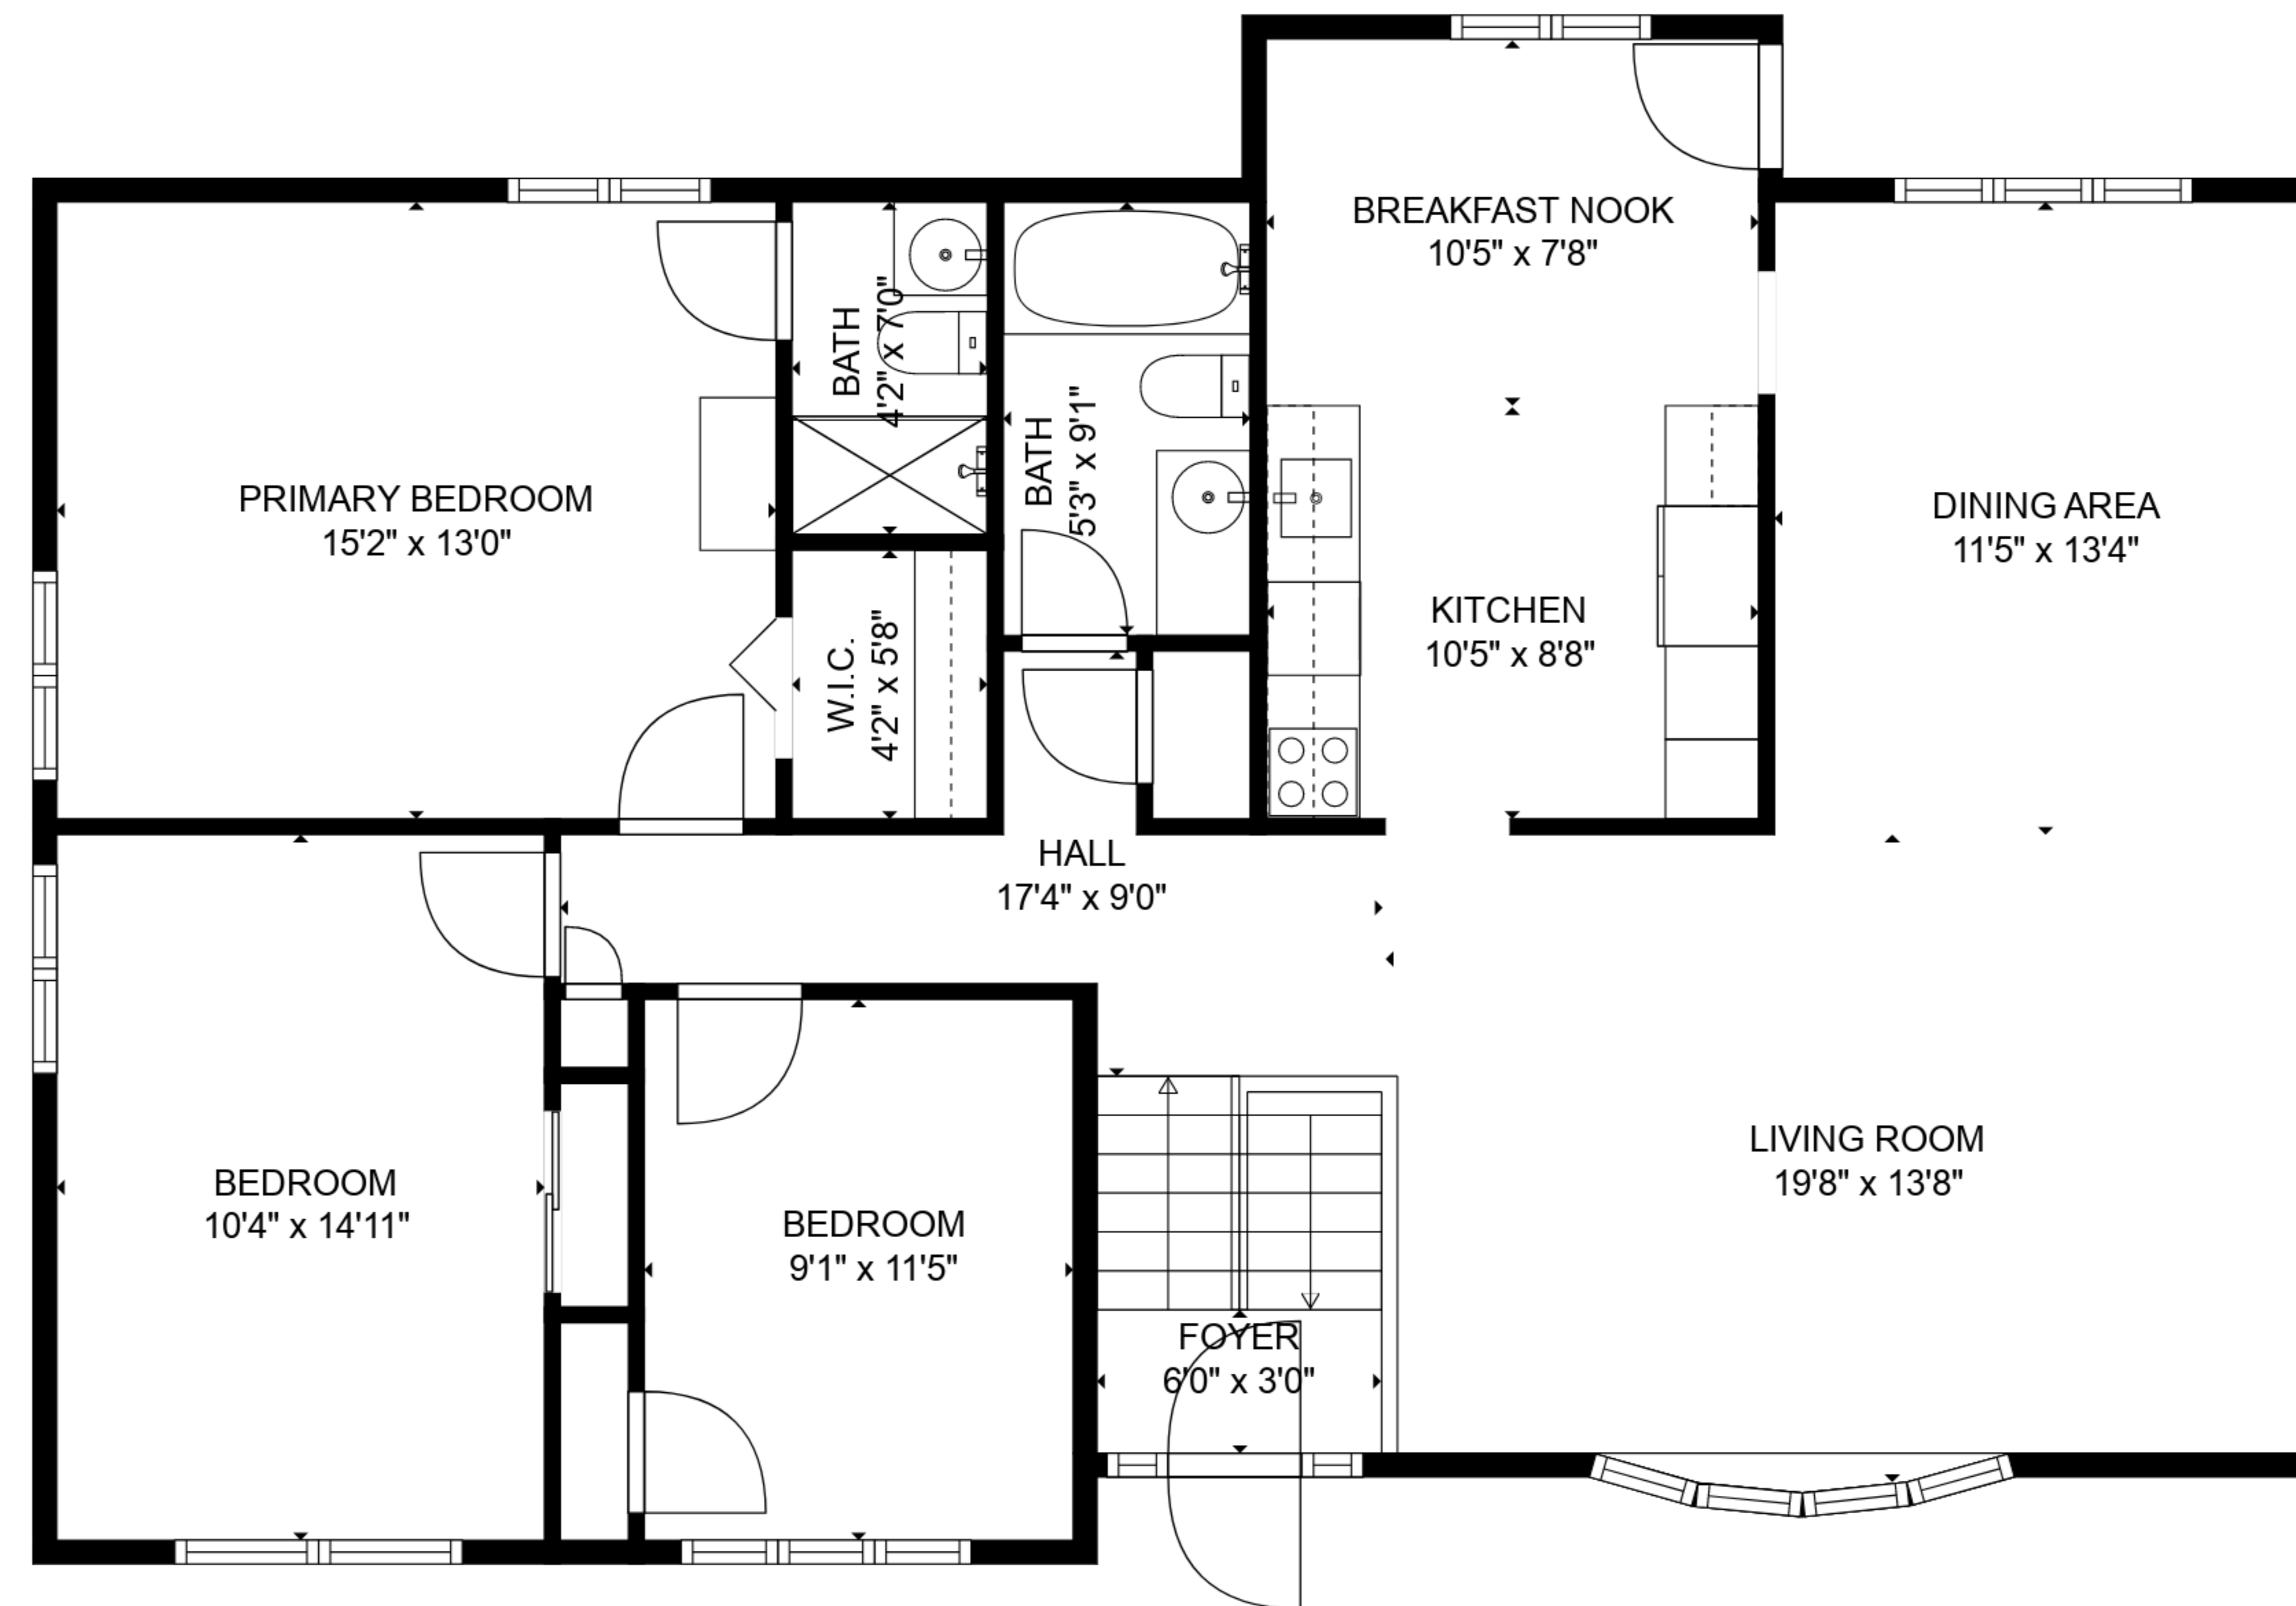 BREAKFAST NOOK
10'5" x 7'8"
BATH
4'2" x 7'0"
BATH
5'3" x 9'1"
PRIMARY BEDROOM
15'2" x 13'0"
DINING AREA
11'5" x 13'4"
KITCHEN
10'5" x 8'8"
W.I.C.
4'2" x 5'8"
HALL
17'4" x 9'0"
LIVING ROOM
19'8" x 13'8"
BEDROOM
10'4" x 14'11"
BEDROOM
9'1" x 11'5"
FOYER
6'0" x 3'0"